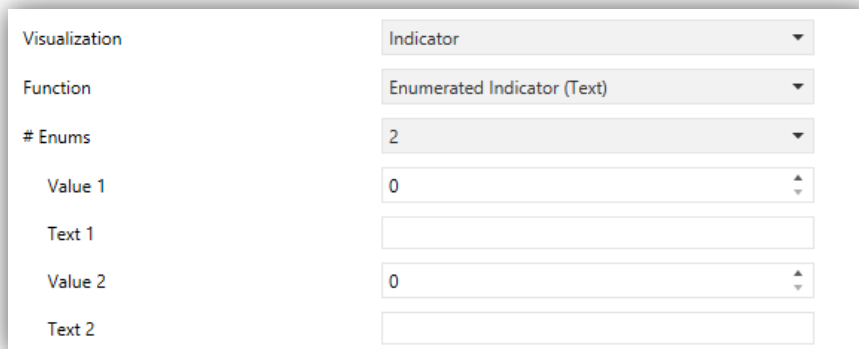 Visualization Indicator
Function Enumerated Indicator (Text)
# Enums 2
Value 1 0
Text 1
Value 2 0
Text 2